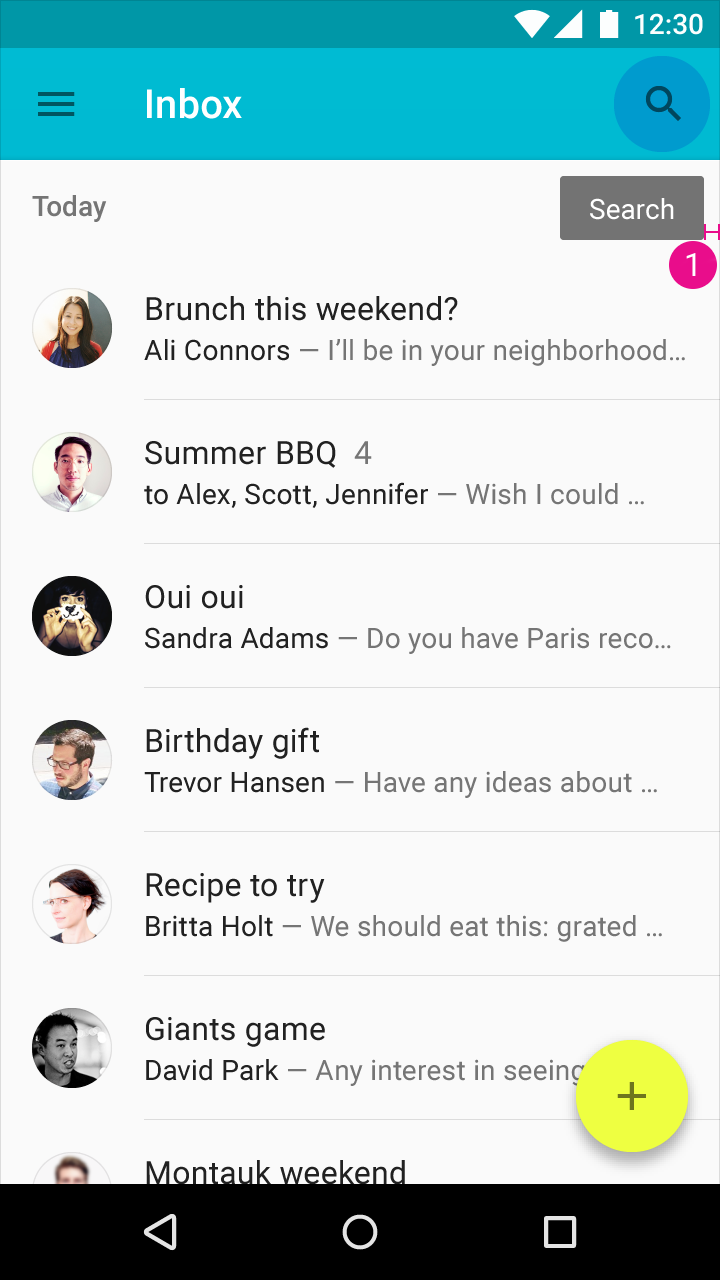 12:30
Inbox
Today
Search
1
Brunch this weekend?
Ali Connors — I’ll be in your neighborhood…
Summer BBQ 4
to Alex, Scott, Jennifer — Wish I could …
Oui oui
Sandra Adams — Do you have Paris reco…
Birthday gift
Trevor Hansen — Have any ideas about …
Recipe to try
Britta Holt — We should eat this: grated …
Giants game
David Park — Any interest in seeing
Montauk weekend